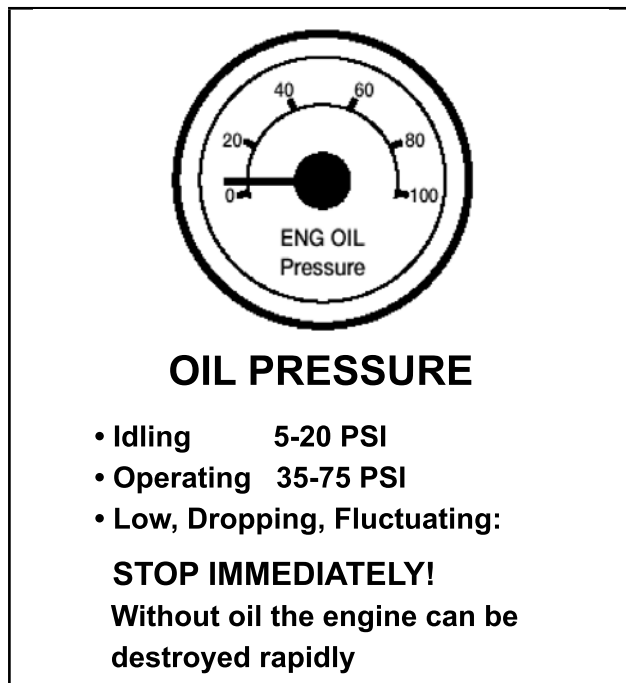 40 60
20 80
0 100
ENG OIL
Pressure
OIL PRESSURE
• Idling 5-20 PSI
• Operating 35-75 PSI
• Low, Dropping, Fluctuating:
STOP IMMEDIATELY!
Without oil the engine can be
destroyed rapidly